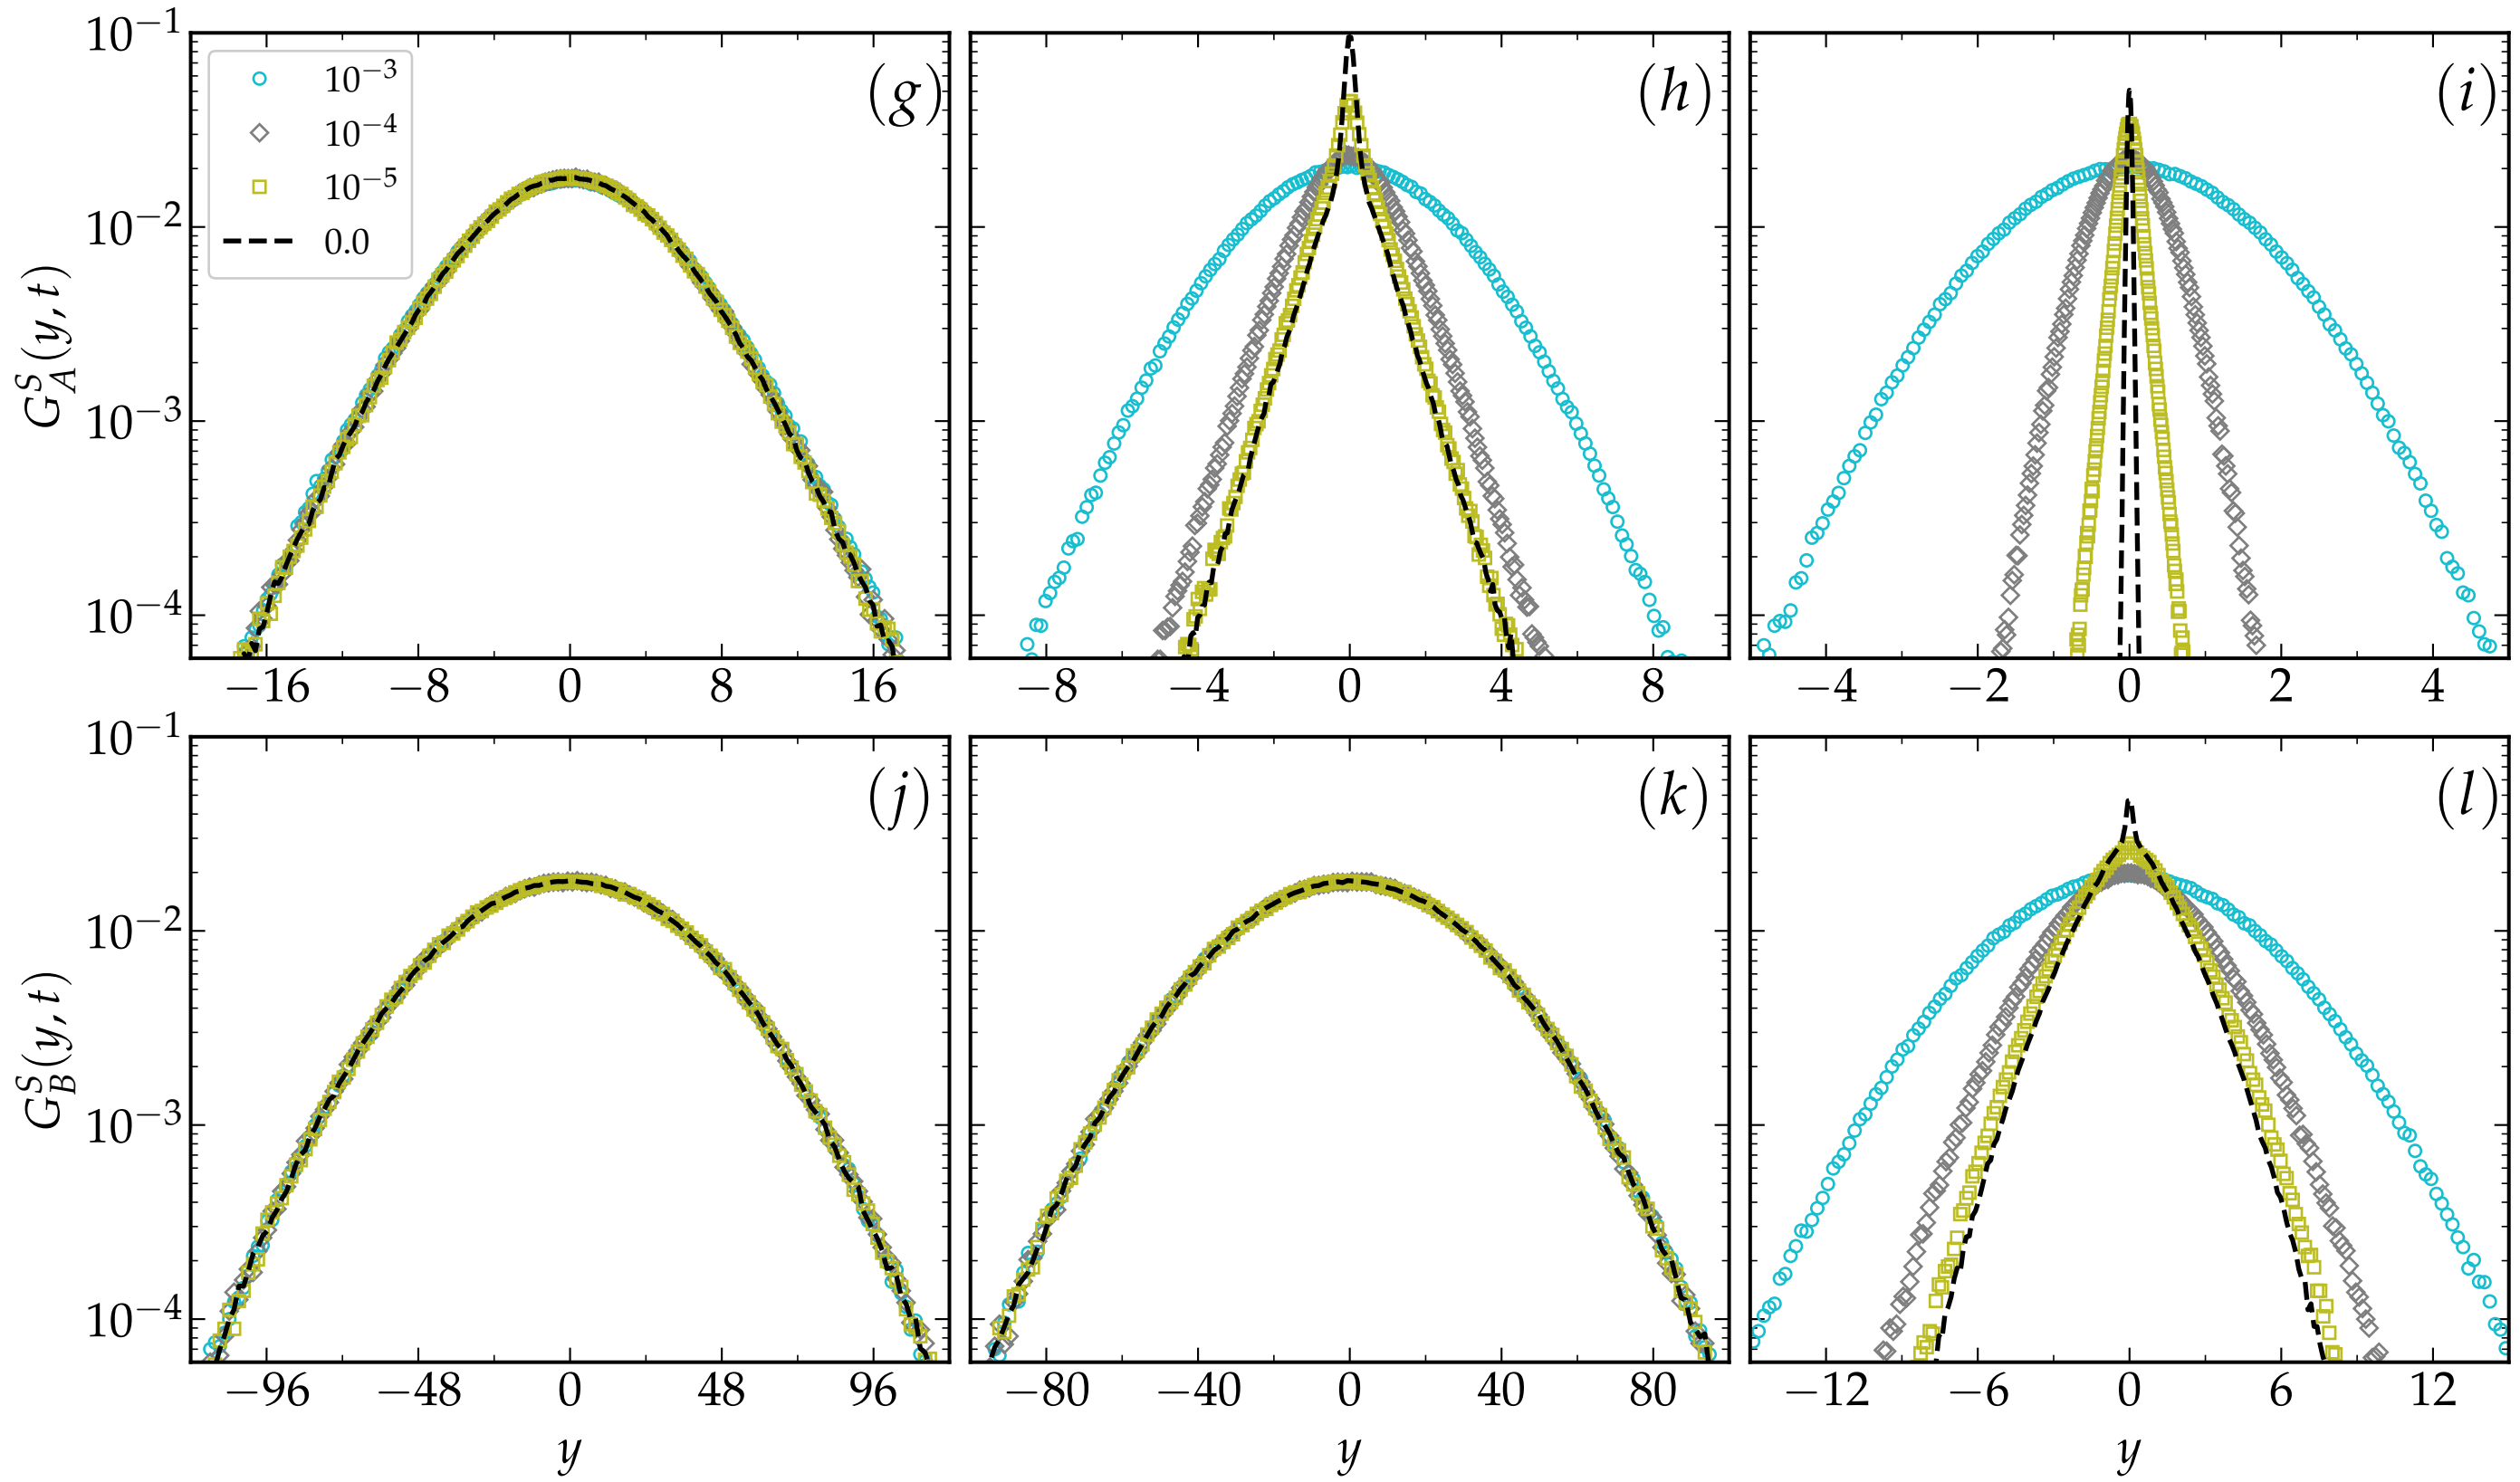 10⁻¹
10⁻²
10⁻³
10⁻⁴
G_A^S(y, t)
10⁻³
10⁻⁴
10⁻⁵
0.0
(g)
(h)
(i)
−16 −8 0 8 16
−8 −4 0 4 8
−4 −2 0 2 4
10⁻¹
10⁻²
10⁻³
10⁻⁴
G_B^S(y, t)
(j)
(k)
(l)
−96 −48 0 48 96
−80 −40 0 40 80
−12 −6 0 6 12
y
y
y